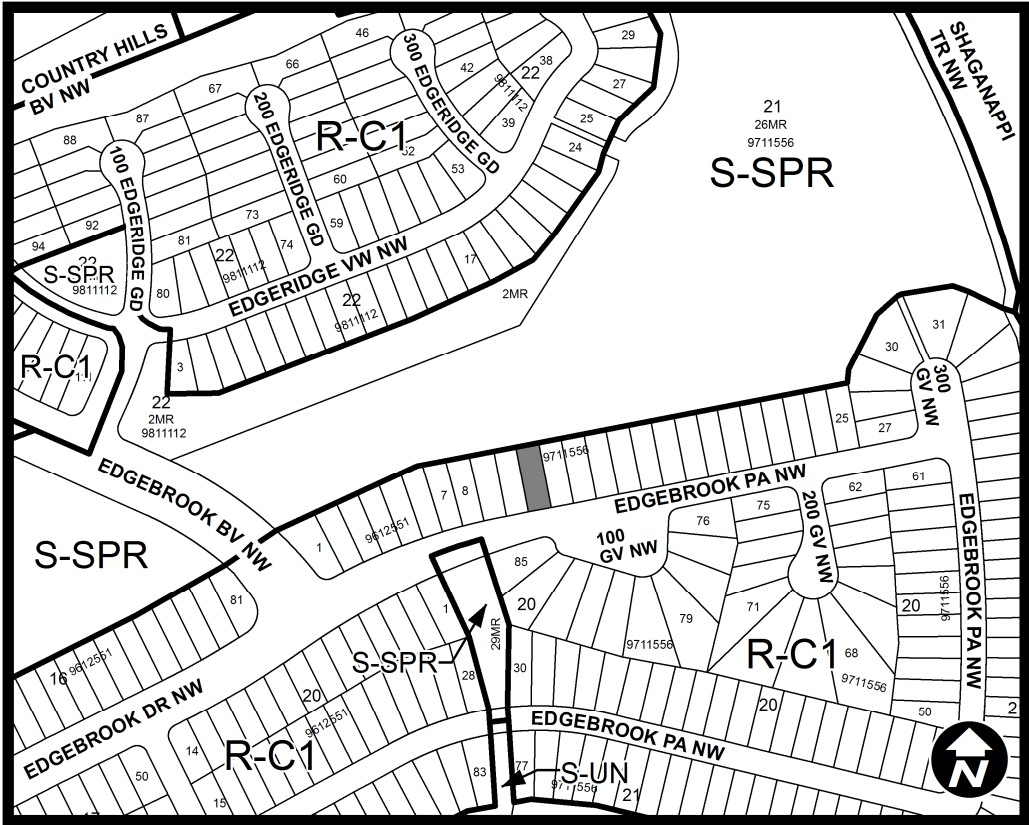 COUNTRY HILLS
BV NW
46
300 EDGERIDGE GD
29
66
42
22
38
9811112
67
27
SHAGANAPPI
TR NW
87
200 EDGERIDGE GD
R-C1
39
25
21
26MR
9711556
S-SPR
88
100 EDGERIDGE GD
52
24
60
53
92
73
59
94
81
22
9811112
74
22
S-SPR
9811112
80
EDGERIDGE VW NW
17
22
9811112
2MR
31
30
3
R-C1
300
GV NW
22
2MR
9811112
25
27
EDGEBROOK BV NW
9711556
7
8
EDGEBROOK PA NW
61
62
75
200 GV NW
76
1
9612551
100
GV NW
EDGEBROOK PA NW
S-SPR
85
81
1
20
71
79
20
9711556
29MR
9711556
16
9612551
S-SPR
30
R-C1
68
9711556
28
EDGEBROOK DR NW
20
9612551
20
50
2
14
R-C1
EDGEBROOK PA NW
N
50
83
77
S-UN
9711556
21
15